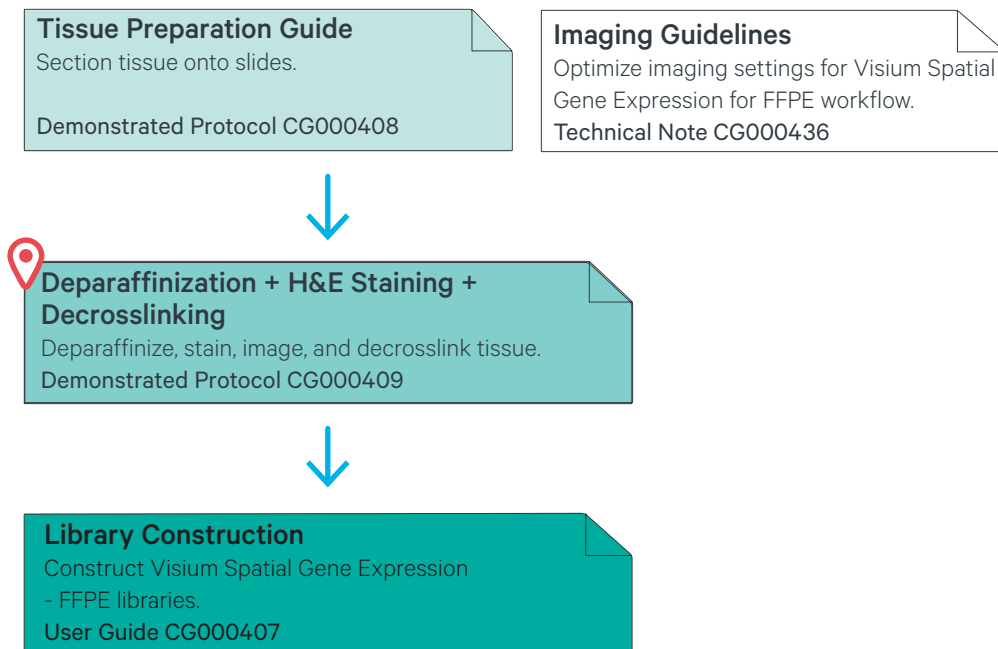 Tissue Preparation Guide
Section tissue onto slides.
Demonstrated Protocol CG000408
Imaging Guidelines
Optimize imaging settings for Visium Spatial
Gene Expression for FFPE workflow.
Technical Note CG000436
Deparaffinization + H&E Staining +
Decrosslinking
Deparaffinize, stain, image, and decrosslink tissue.
Demonstrated Protocol CG000409
Library Construction
Construct Visium Spatial Gene Expression
- FFPE libraries.
User Guide CG000407